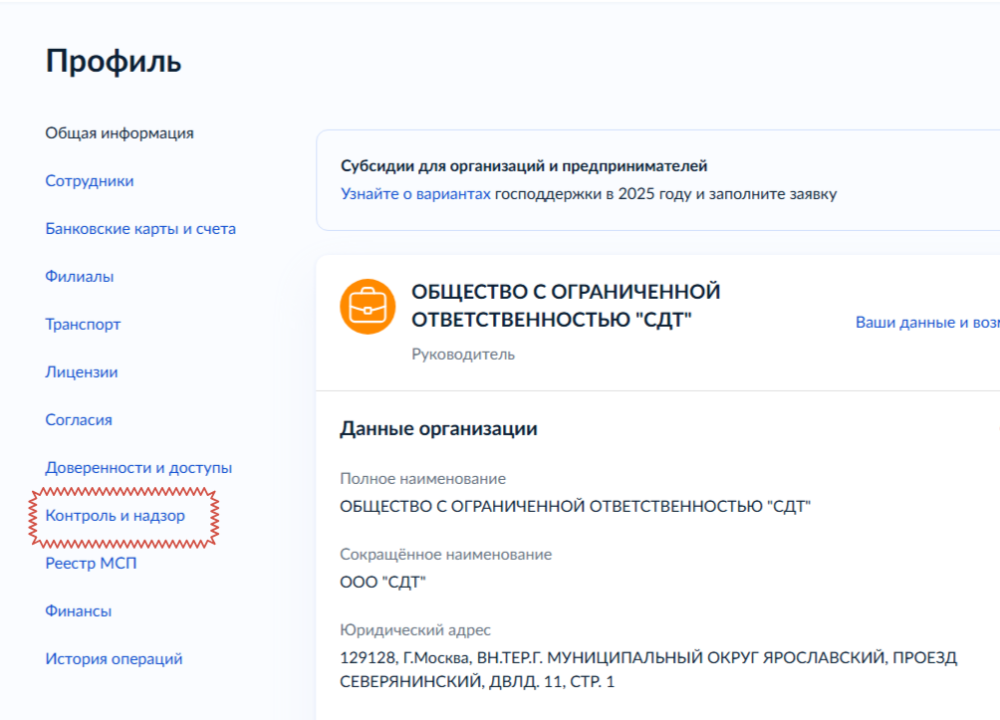 Профиль
Общая информация
Сотрудники
Банковские карты и счета
Филиалы
Транспорт
Лицензии
Согласия
Доверенности и доступы
Контроль и надзор
Реестр МСП
Финансы
История операций
Субсидии для организаций и предпринимателей
Узнайте о вариантах господдержки в 2025 году и заполните заявку
ОБЩЕСТВО С ОГРАНИЧЕННОЙ
ОТВЕТСТВЕННОСТЬЮ "СДТ"
Руководитель
Ваши данные и воз
Данные организации
Полное наименование
ОБЩЕСТВО С ОГРАНИЧЕННОЙ ОТВЕТСТВЕННОСТЬЮ "СДТ"
Сокращённое наименование
ООО "СДТ"
Юридический адрес
129128, Г.Москва, ВН.ТЕР.Г. МУНИЦИПАЛЬНЫЙ ОКРУГ ЯРОСЛАВСКИЙ, ПРОЕЗД
СЕВЕРЯНИНСКИЙ, ДВЛД. 11, СТР. 1